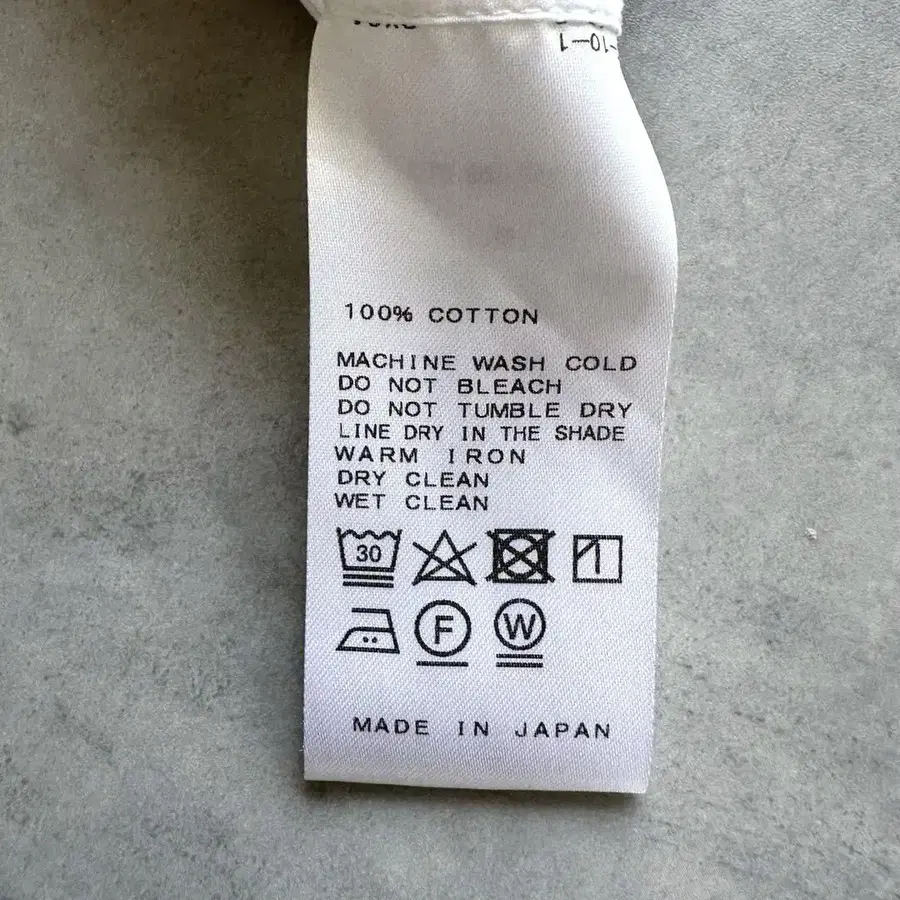 100% COTTON
MACHINE WASH COLD
DO NOT BLEACH
DO NOT TUMBLE DRY
LINE DRY IN THE SHADE
WARM IRON
DRY CLEAN
WET CLEAN
30
F
W
MADE IN JAPAN